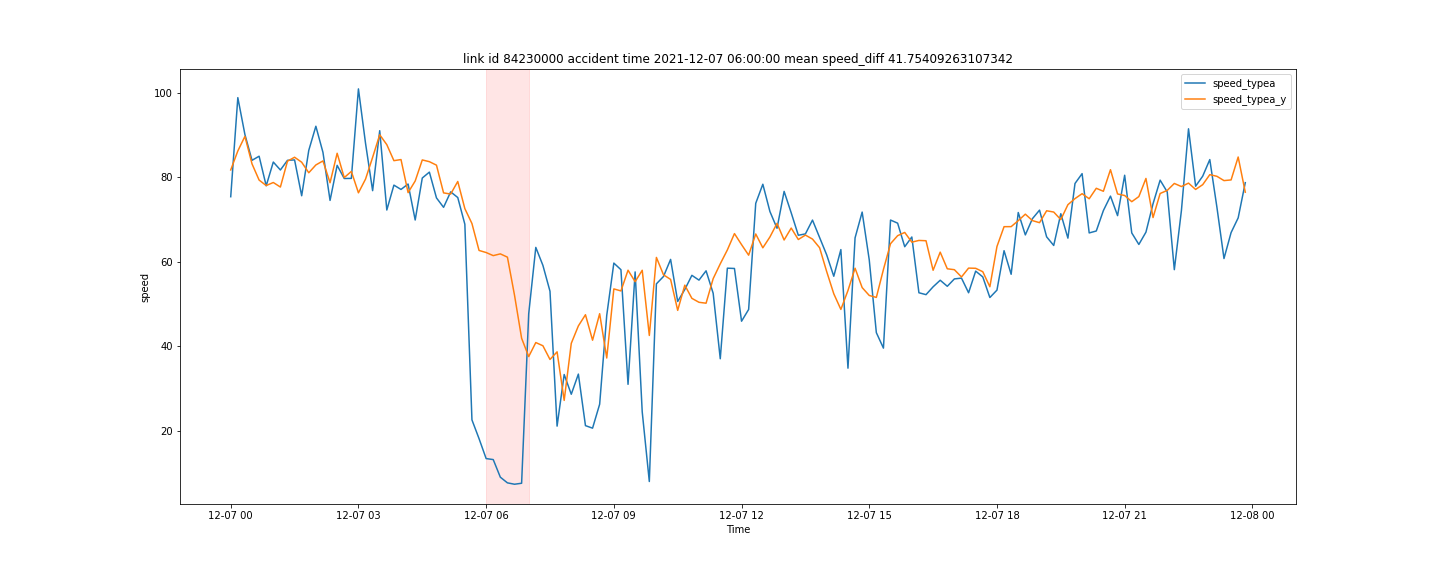 link id 84230000 accident time 2021-12-07 06:00:00 mean speed_diff 41.75409263107342
speed_typea
speed_typea_y
100
80
60
40
20
speed
12-07 00
12-07 03
12-07 06
12-07 09
12-07 12
12-07 15
12-07 18
12-07 21
12-08 00
Time